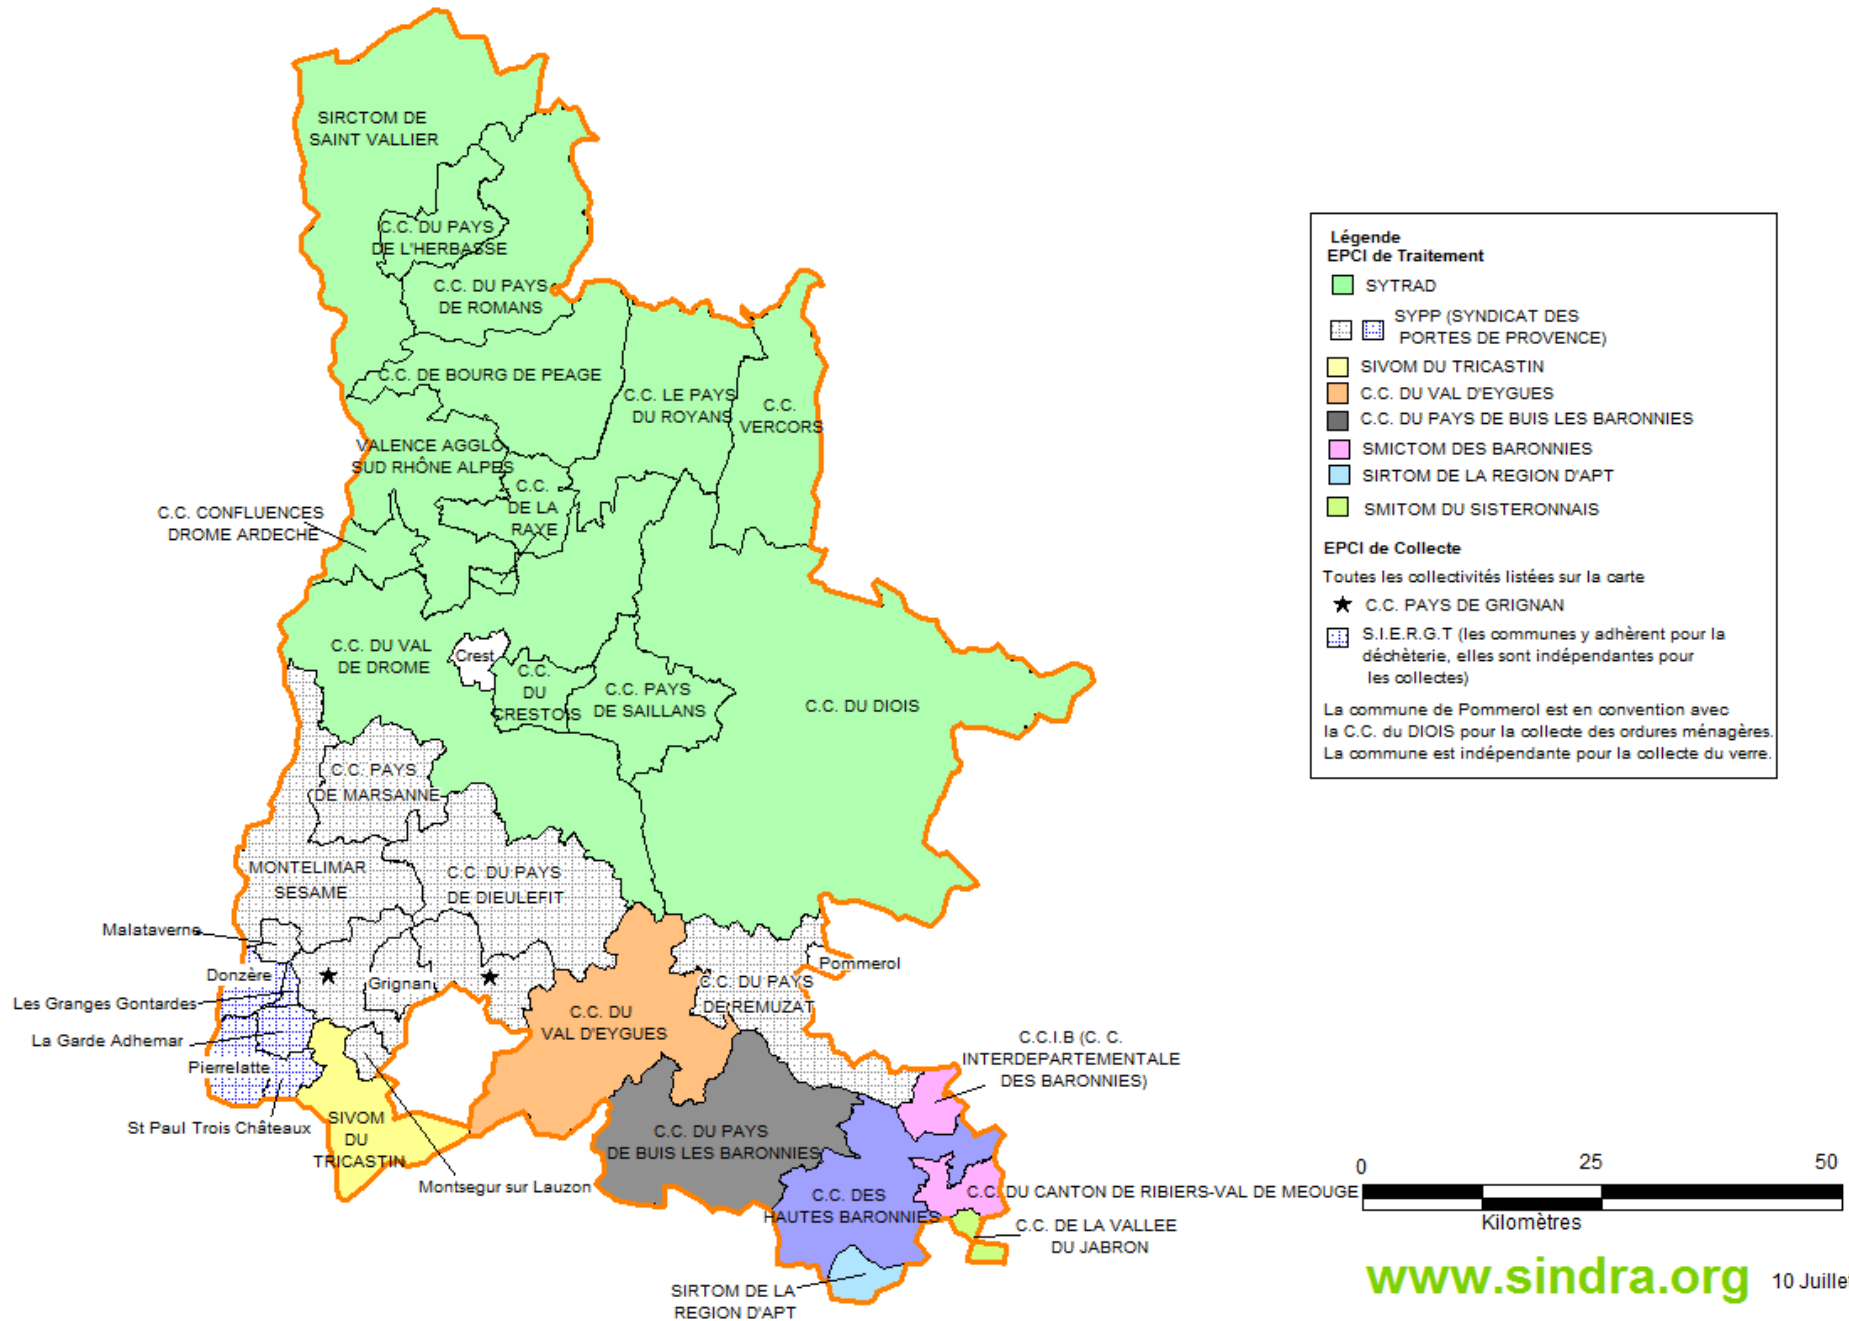 SIRCTOM DE
SAINT VALLIER
C.C. DU PAYS
DE L'HERBASSE
C.C. DU PAYS
DE ROMANS
C.C. DE BOURG DE PEAGE
C.C. LE PAYS
DU ROYANS
C.C.
VERCORS
VALENCE AGGLO
SUD RHÔNE ALPES
C.C.
DE LA
RAYE
C.C. CONFLUENCES
DROME ARDECHE
C.C. DU VAL
DE DROME
Crest
C.C.
DU
CRESTOIS
C.C. PAYS
DE SAILLANS
C.C. DU DIOIS
C.C. PAYS
DE MARSANNE
MONTELIMAR
SESAME
C.C. DU PAYS
DE DIEULEFIT
Malataverne
Donzère
Grignan
Les Granges Gontardes
La Garde Adhemar
Pierrelatte
St Paul Trois Châteaux
SIVOM
DU
TRICASTIN
Montsegur sur Lauzon
C.C. DU
VAL D'EYGUES
C.C. DU PAYS
DE REMUZAT
Pommerol
C.C.I.B (C. C.
INTERDEPARTEMENTALE
DES BARONNIES)
C.C. DU PAYS
DE BUIS LES BARONNIES
C.C. DES
HAUTES BARONNIES
C.C. DU CANTON DE RIBIERS-VAL DE MEOUGE
C.C. DE LA VALLEE
DU JABRON
SIRTOM DE LA
REGION D'APT
Légende
EPCI de Traitement
SYTRAD
SYPP (SYNDICAT DES
PORTES DE PROVENCE)
SIVOM DU TRICASTIN
C.C. DU VAL D'EYGUES
C.C. DU PAYS DE BUIS LES BARONNIES
SMICTOM DES BARONNIES
SIRTOM DE LA REGION D'APT
SMITOM DU SISTERONNAIS
EPCI de Collecte
Toutes les collectivités listées sur la carte
C.C. PAYS DE GRIGNAN
S.I.E.R.G.T (les communes y adhèrent pour la
déchèterie, elles sont indépendantes pour
les collectes)
La commune de Pommerol est en convention avec
la C.C. du DIOIS pour la collecte des ordures ménagères.
La commune est indépendante pour la collecte du verre.
0 25 50
Kilomètres
www.sindra.org
10 Juillet